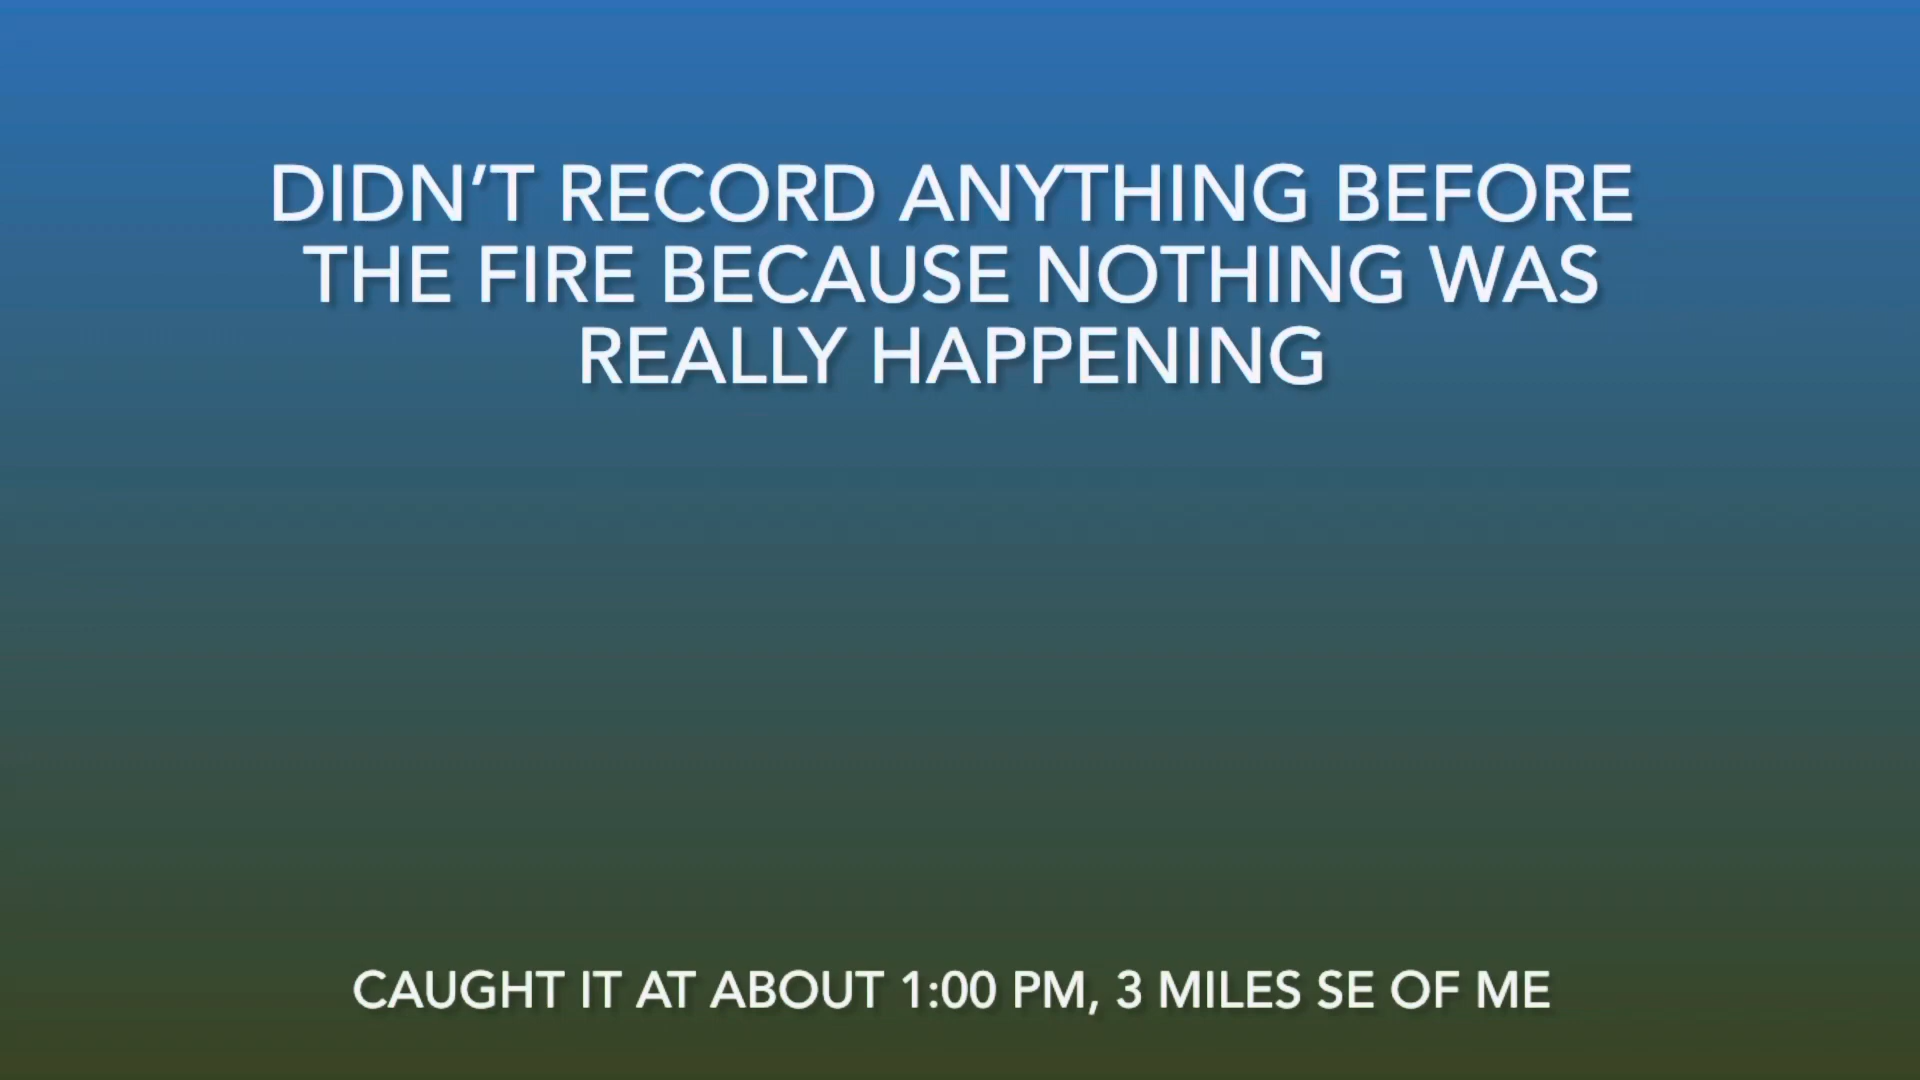 DIDN’T RECORD ANYTHING BEFORE
THE FIRE BECAUSE NOTHING WAS
REALLY HAPPENING
CAUGHT IT AT ABOUT 1:00 PM, 3 MILES SE OF ME